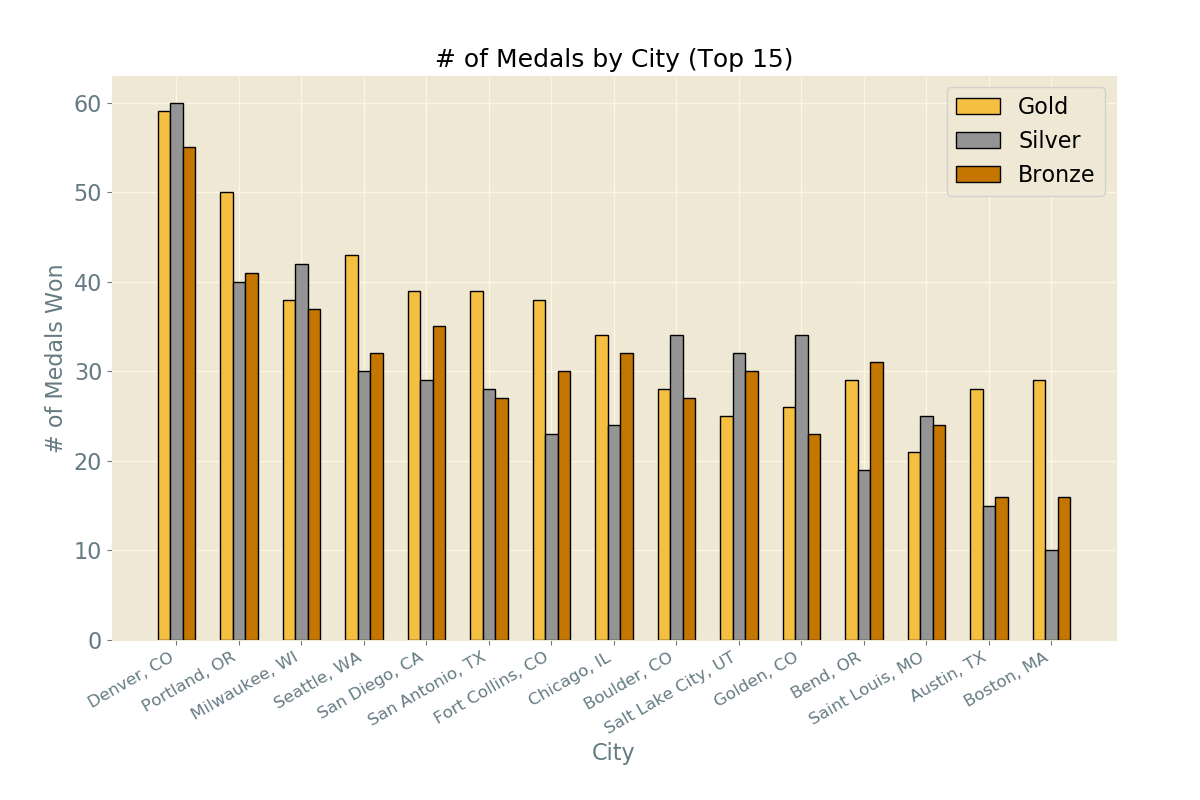 # of Medals by City (Top 15)
Gold
Silver
Bronze
# of Medals Won
60
50
40
30
20
10
0
Denver, CO
Portland, OR
Milwaukee, WI
Seattle, WA
San Diego, CA
San Antonio, TX
Fort Collins, CO
Chicago, IL
Boulder, CO
Salt Lake City, UT
Golden, CO
Bend, OR
Saint Louis, MO
Austin, TX
Boston, MA
City